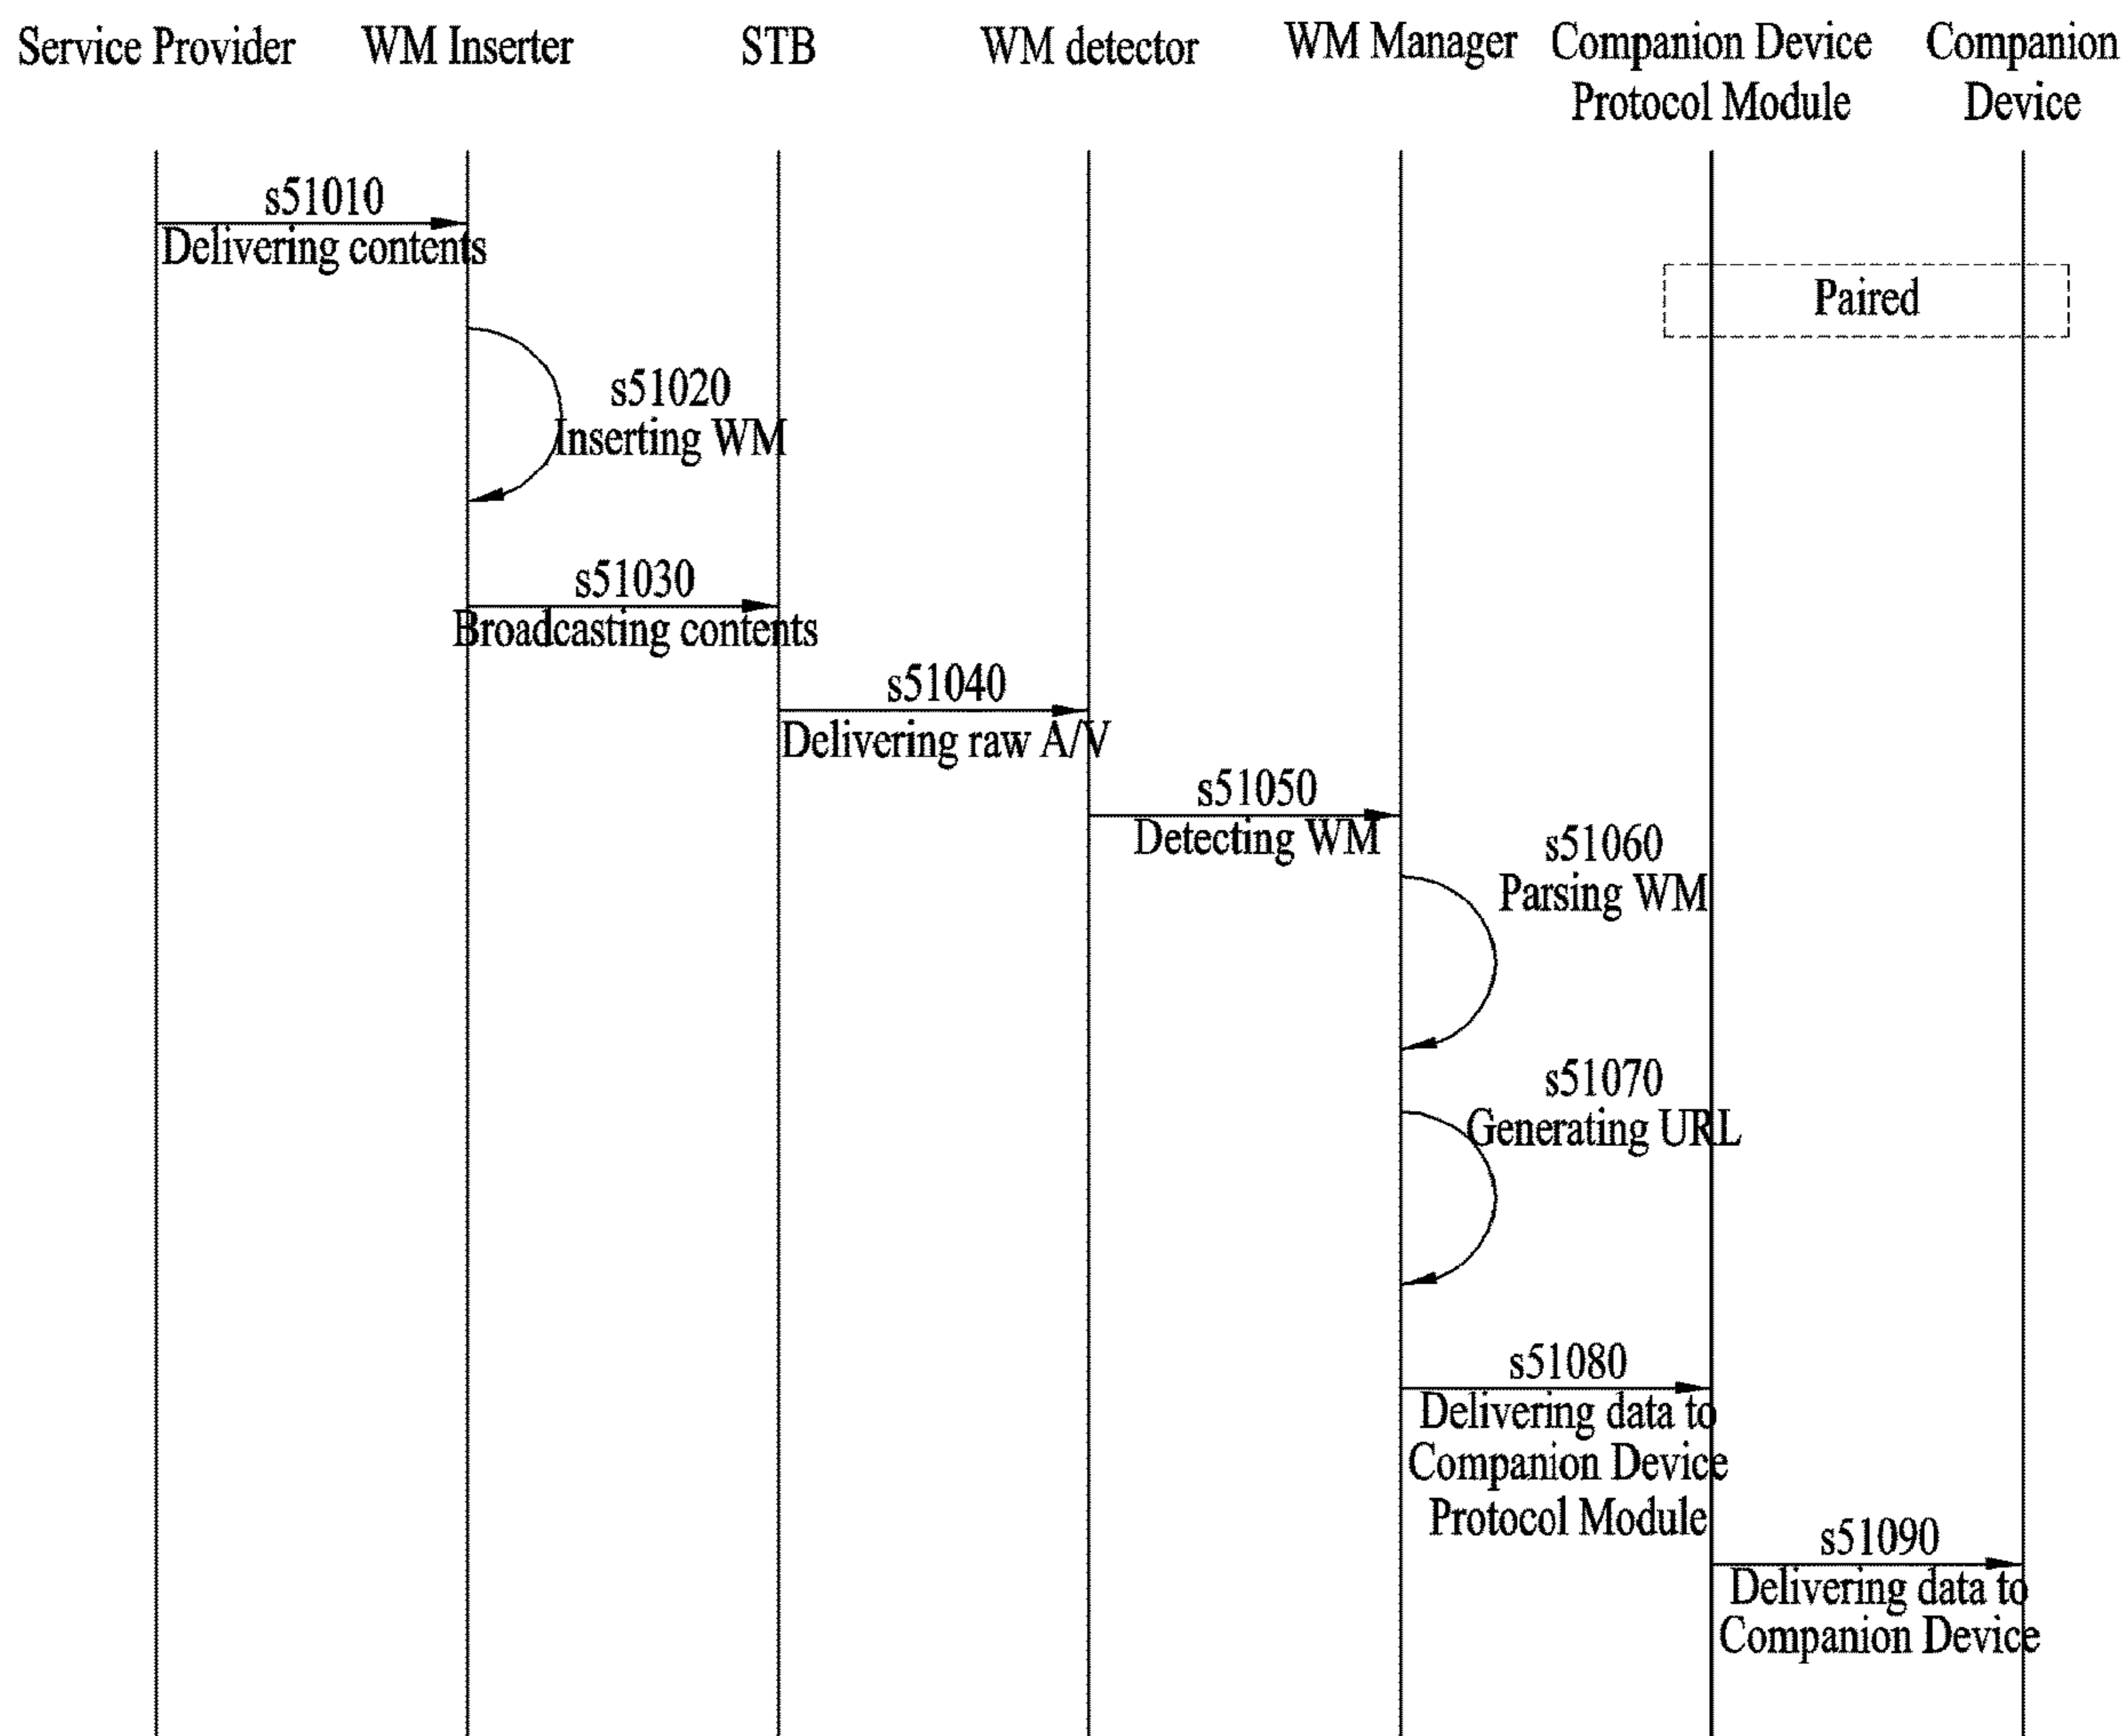 Service Provider
WM Inserter
STB
WM detector
WM Manager
Companion Device
Protocol Module
Companion
Device
s51010
Delivering contents
Paired
s51020
Inserting WM
s51030
Broadcasting contents
s51040
Delivering raw A/V
s51050
Detecting WM
s51060
Parsing WM
s51070
Generating URL
s51080
Delivering data to
Companion Device
Protocol Module
s51090
Delivering data to
Companion Device